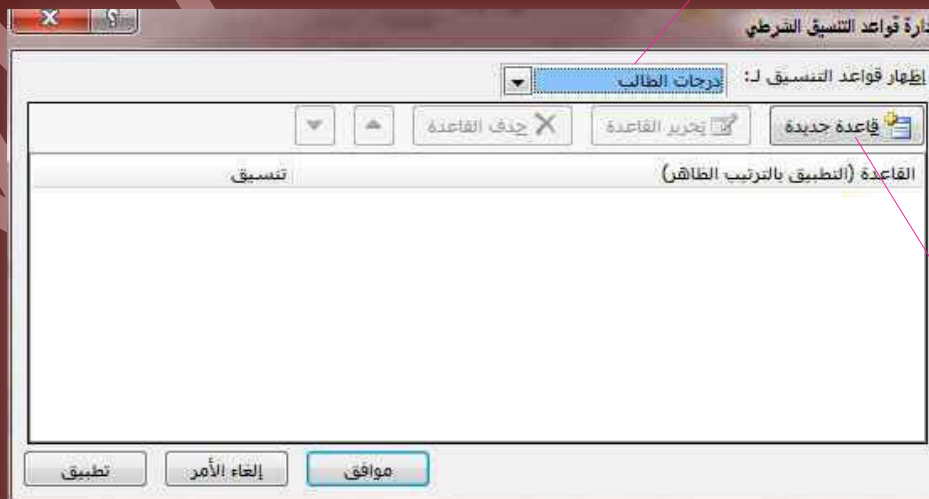 دارة قواعد التنسيق الشرطي
إظهار قواعد التنسيق لـ: درجات الطالب
قاعدة جديدة تحرير القاعدة حذف القاعدة
القاعدة (التطبيق بالترتيب الظاهر) تنسيق
موافق إلغاء الأمر تطبيق